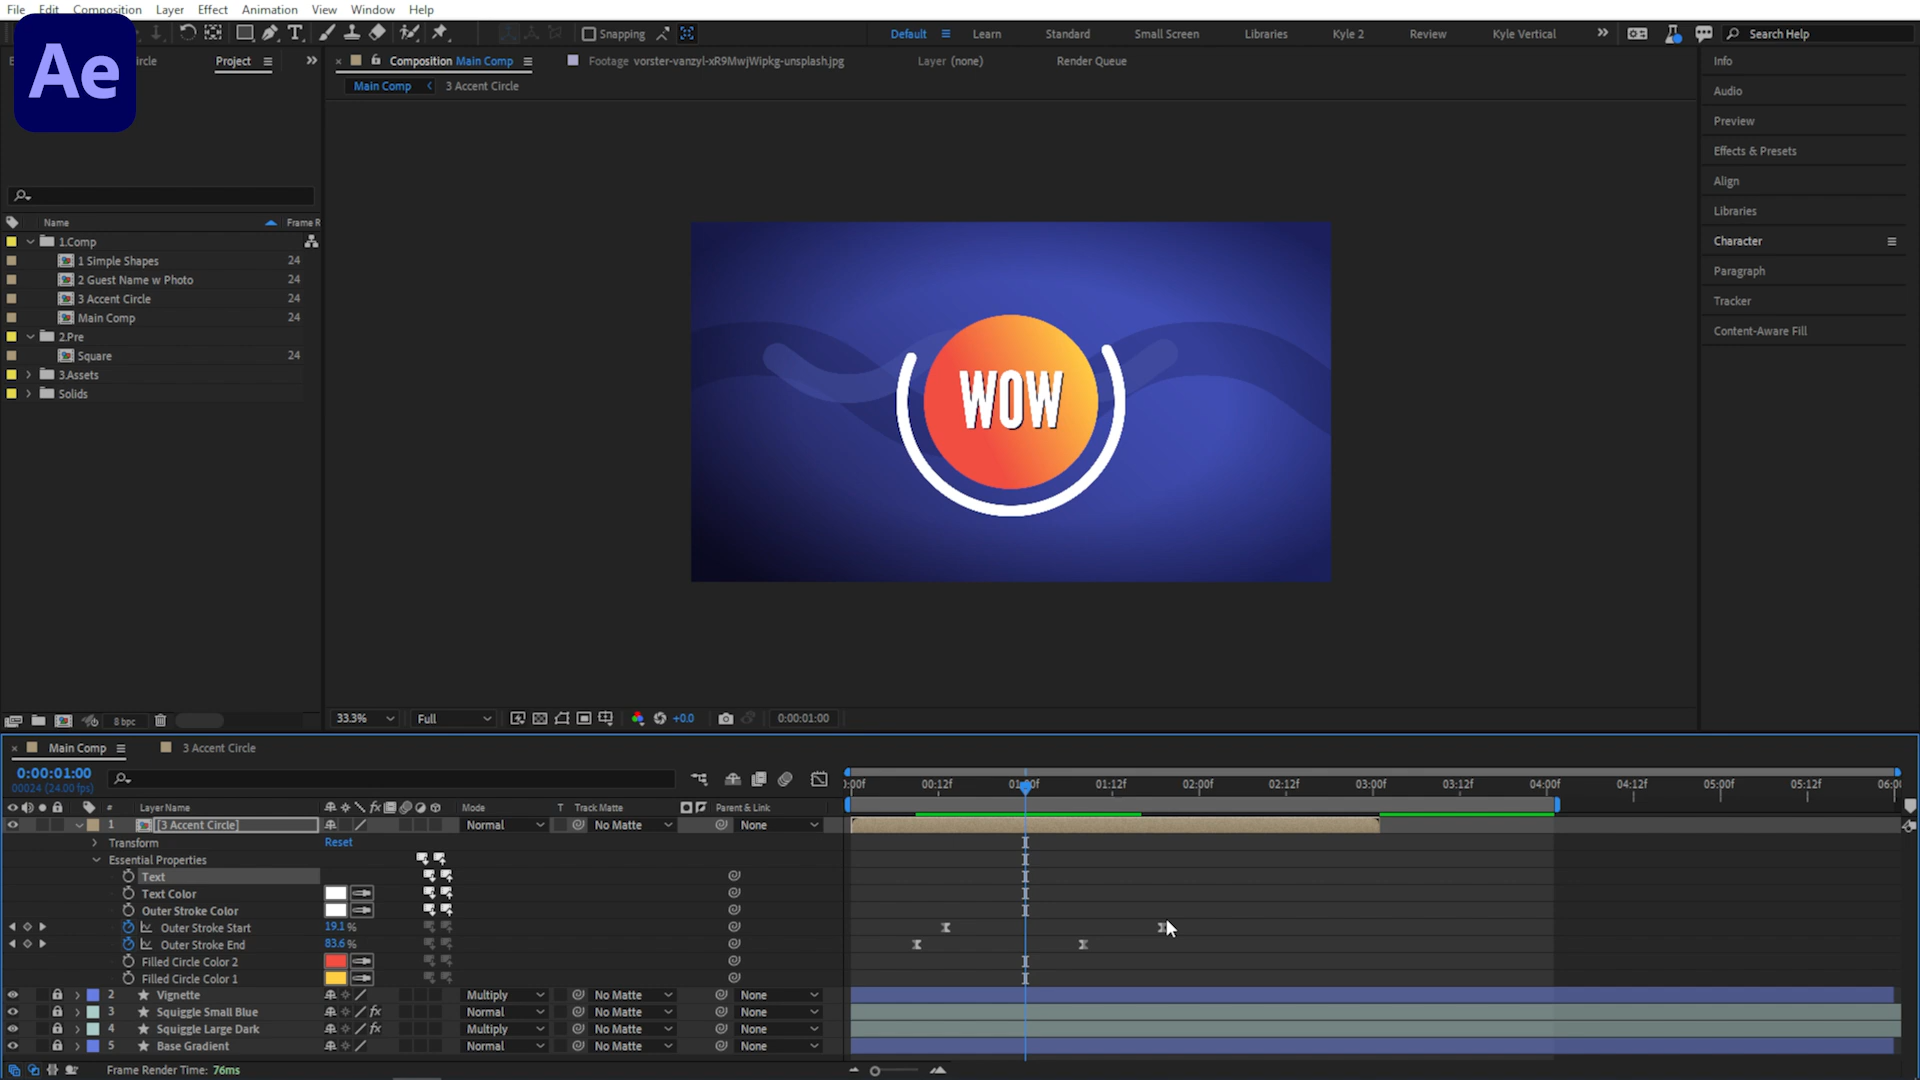 File Edit Composition Layer Effect Animation View Window Help
Ae
Snapping
Default Learn Standard Small Screen Libraries Kyle 2 Review Kyle Vertical
Search Help
Project
Composition Main Comp
Footage vorster-vanzyl-xR9MwjWipkg-unsplash.jpg
Layer (none)
Render Queue
Main Comp 3 Accent Circle
Name Frame R
1.Comp
1 Simple Shapes 24
2 Guest Name w Photo 24
3 Accent Circle 24
Main Comp 24
2.Pre
Square 24
3.Assets
Solids
8 bpc
WOW
33.3% Full +0.0 0:00:01:00
Info
Audio
Preview
Effects & Presets
Align
Libraries
Character
Paragraph
Tracker
Content-Aware Fill
Main Comp 3 Accent Circle
0:00:01:00
00024 (24.00 fps)
:00f 00:12f 01:00f 01:12f 02:00f 02:12f 03:00f 03:12f 04:00f 04:12f 05:00f 05:12f 06:00
# Layer Name Mode T Track Matte Parent & Link
1 [3 Accent Circle] Normal No Matte None
Transform Reset
Essential Properties
Text
Text Color
Outer Stroke Color
Outer Stroke Start 19.1 %
Outer Stroke End 83.6 %
Filled Circle Color 2
Filled Circle Color 1
2 Vignette Multiply No Matte None
3 Squiggle Small Blue Normal No Matte None
4 Squiggle Large Dark Multiply No Matte None
5 Base Gradient Normal No Matte None
Frame Render Time: 76ms